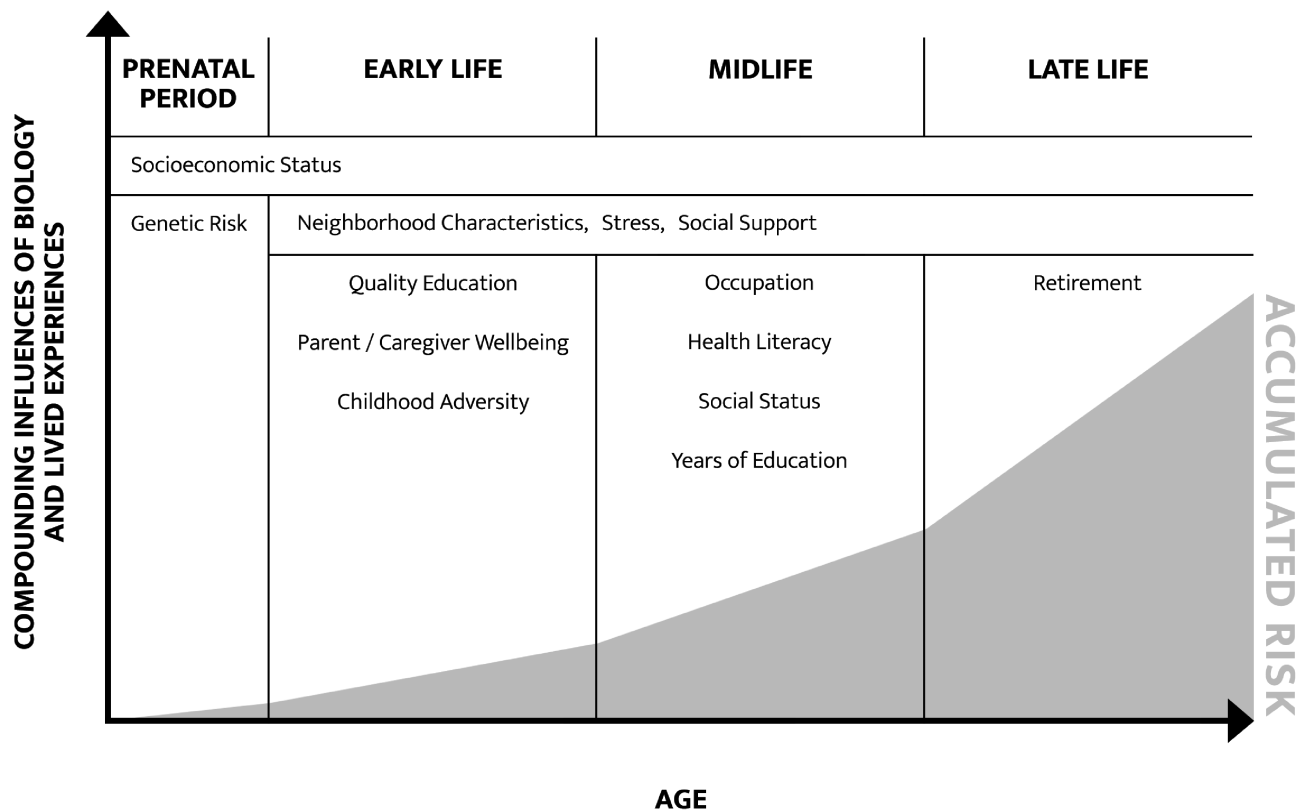 COMPOUNDING INFLUENCES OF BIOLOGY
AND LIVED EXPERIENCES
PRENATAL
PERIOD
EARLY LIFE
MIDLIFE
LATE LIFE
Socioeconomic Status
Genetic Risk
Neighborhood Characteristics, Stress, Social Support
Quality Education
Parent / Caregiver Wellbeing
Childhood Adversity
Occupation
Health Literacy
Social Status
Years of Education
Retirement
ACCUMULATED RISK
AGE